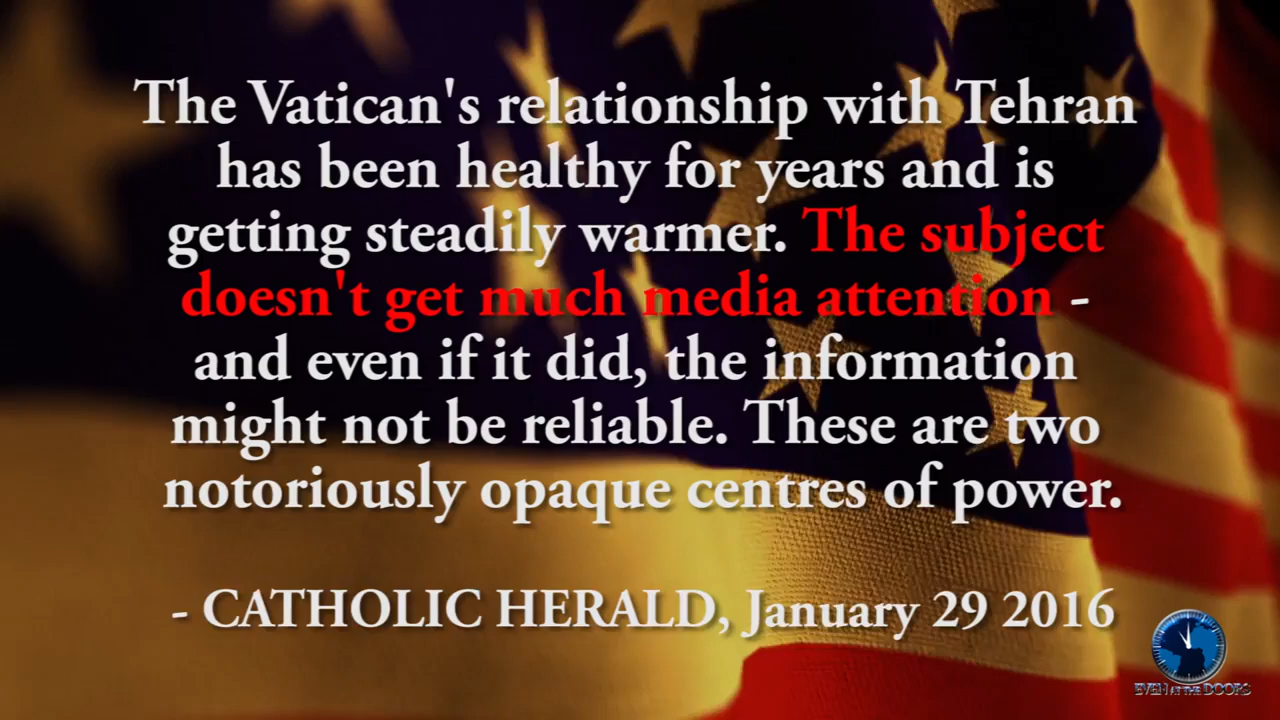 The Vatican's relationship with Tehran
has been healthy for years and is
getting steadily warmer. The subject
doesn't get much media attention -
and even if it did, the information
might not be reliable. These are two
notoriously opaque centres of power.
- CATHOLIC HERALD, January 29 2016
EVEN AT THE DOORS